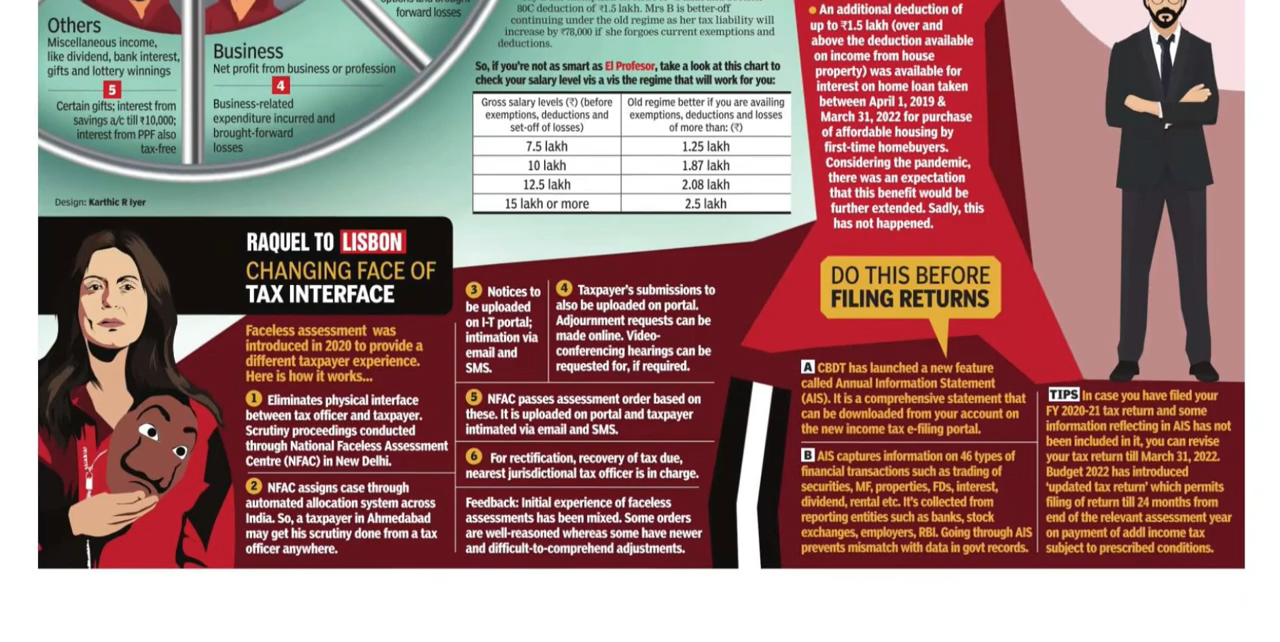 forward losses
Others
Miscellaneous income,
like dividend, bank interest,
gifts and lottery winnings
5
Certain gifts; interest from
savings a/c till ₹10,000;
interest from PPF also
tax-free
Business
Net profit from business or profession
4
Business-related
expenditure incurred and
brought-forward
losses
Design: Karthic R Iyer
80C deduction of ₹1.5 lakh. Mrs B is better-off
continuing under the old regime as her tax liability will
increase by ₹78,000 if she forgoes current exemptions and
deductions.
So, if you're not as smart as El Profesor, take a look at this chart to
check your salary level vis a vis the regime that will work for you:
Gross salary levels (₹) (before
exemptions, deductions and
set-off of losses)
Old regime better if you are availing
exemptions, deductions and losses
of more than: (₹)
7.5 lakh 1.25 lakh
10 lakh 1.87 lakh
12.5 lakh 2.08 lakh
15 lakh or more 2.5 lakh
An additional deduction of
up to ₹1.5 lakh (over and
above the deduction available
on income from house
property) was available for
interest on home loan taken
between April 1, 2019 &
March 31, 2022 for purchase
of affordable housing by
first-time homebuyers.
Considering the pandemic,
there was an expectation
that this benefit would be
further extended. Sadly, this
has not happened.
RAQUEL TO LISBON
CHANGING FACE OF
TAX INTERFACE
Faceless assessment was
introduced in 2020 to provide a
different taxpayer experience.
Here is how it works...
1 Eliminates physical interface
between tax officer and taxpayer.
Scrutiny proceedings conducted
through National Faceless Assessment
Centre (NFAC) in New Delhi.
2 NFAC assigns case through
automated allocation system across
India. So, a taxpayer in Ahmedabad
may get his scrutiny done from a tax
officer anywhere.
3 Notices to
be uploaded
on I-T portal;
intimation via
email and
SMS.
4 Taxpayer's submissions to
also be uploaded on portal.
Adjournment requests can be
made online. Video-
conferencing hearings can be
requested for, if required.
5 NFAC passes assessment order based on
these. It is uploaded on portal and taxpayer
intimated via email and SMS.
6 For rectification, recovery of tax due,
nearest jurisdictional tax officer is in charge.
Feedback: Initial experience of faceless
assessments has been mixed. Some orders
are well-reasoned whereas some have newer
and difficult-to-comprehend adjustments.
DO THIS BEFORE
FILING RETURNS
A CBDT has launched a new feature
called Annual Information Statement
(AIS). It is a comprehensive statement that
can be downloaded from your account on
the new income tax e-filing portal.
B AIS captures information on 46 types of
financial transactions such as trading of
securities, MF, properties, FDs, interest,
dividend, rental etc. It's collected from
reporting entities such as banks, stock
exchanges, employers, RBI. Going through AIS
prevents mismatch with data in govt records.
TIPS In case you have filed your
FY 2020-21 tax return and some
information reflecting in AIS has not
been included in it, you can revise
your tax return till March 31, 2022.
Budget 2022 has introduced
'updated tax return' which permits
filing of return till 24 months from
end of the relevant assessment year
on payment of addl income tax
subject to prescribed conditions.